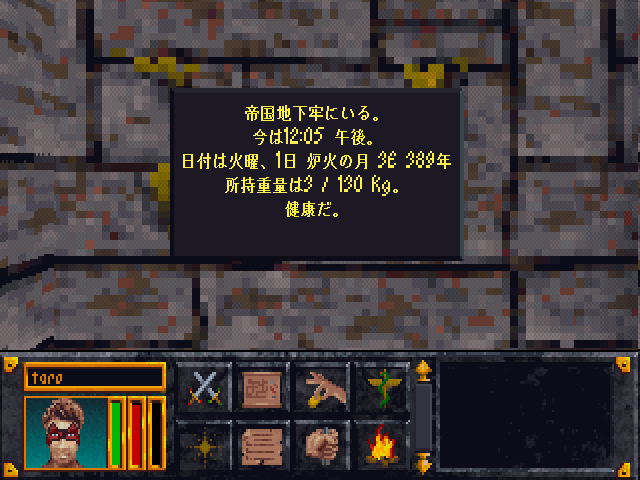 帝国地下牢にいる。
今は12:05 午後。
日付は火曜、1日 炉火の月 3E 389年
所持重量は3 / 130 Kg。
健康だ。
taro